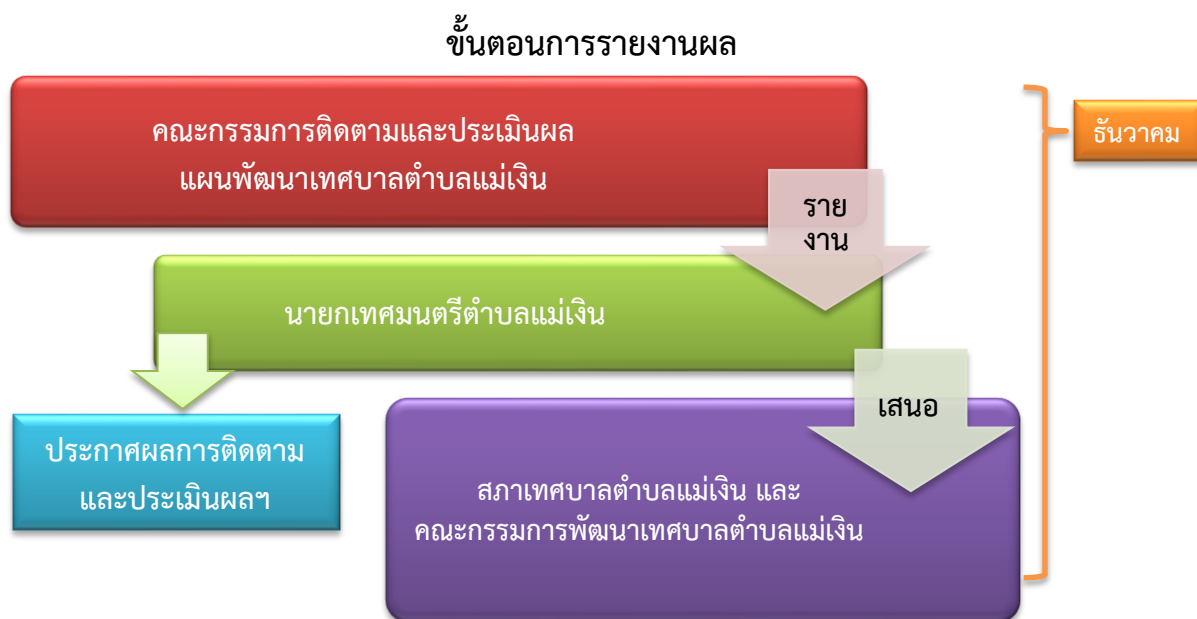 ขั้นตอนการรายงานผล
คณะกรรมการติดตามและประเมินผล
แผนพัฒนาเทศบาลตำบลแม่เงิน
ธันวาคม
ราย
งาน
นายกเทศมนตรีตำบลแม่เงิน
เสนอ
ประกาศผลการติดตาม
และประเมินผลฯ
สภาเทศบาลตำบลแม่เงิน และ
คณะกรรมการพัฒนาเทศบาลตำบลแม่เงิน